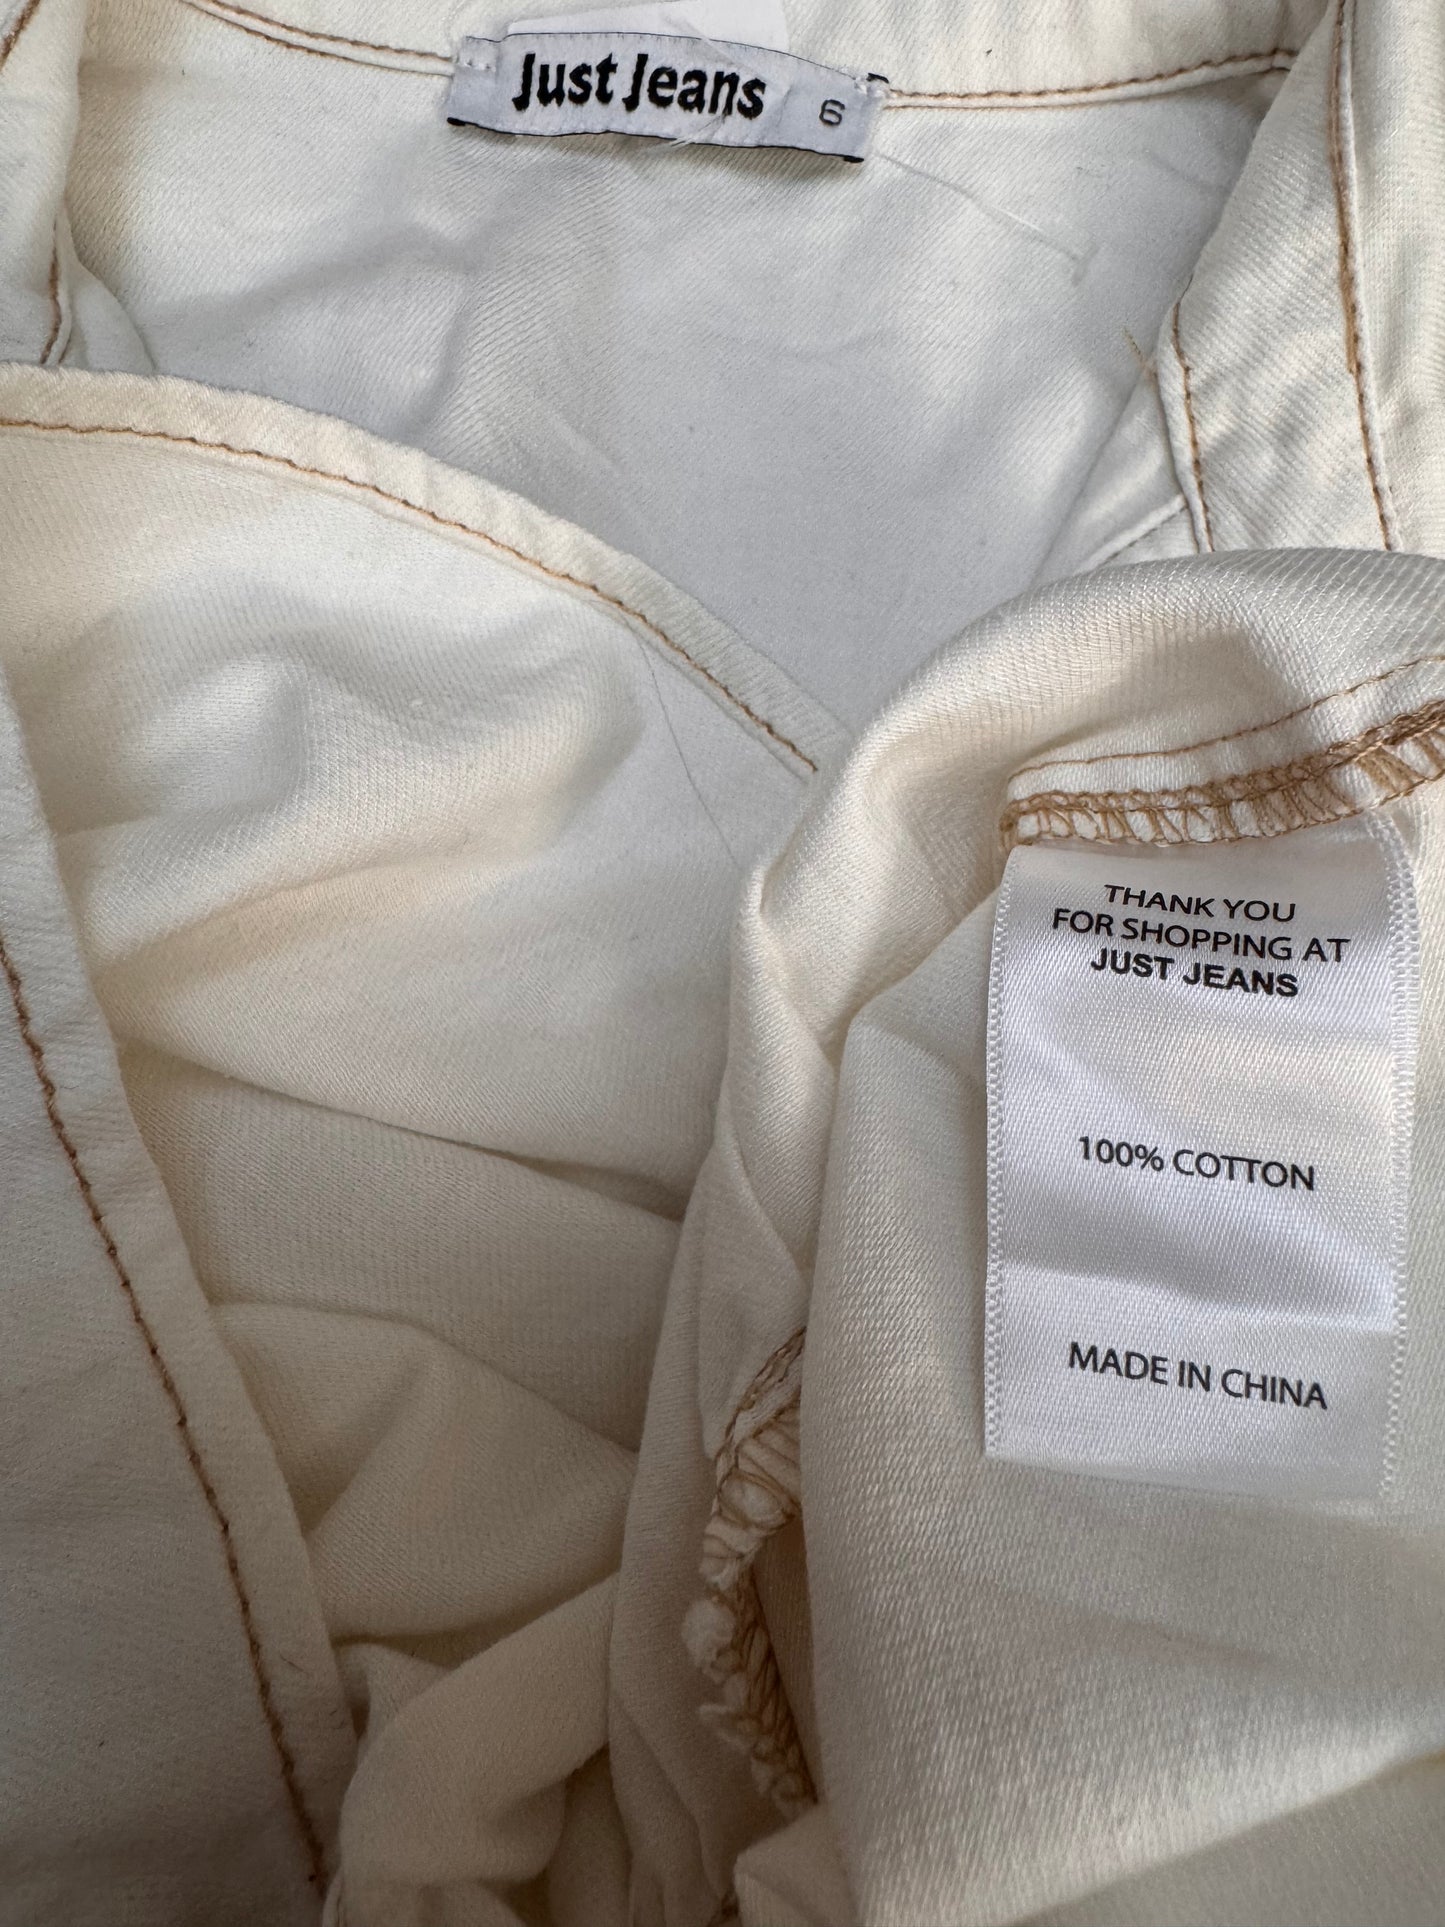 Just Jeans 6
THANK YOU
FOR SHOPPING AT
JUST JEANS
100% COTTON
MADE IN CHINA